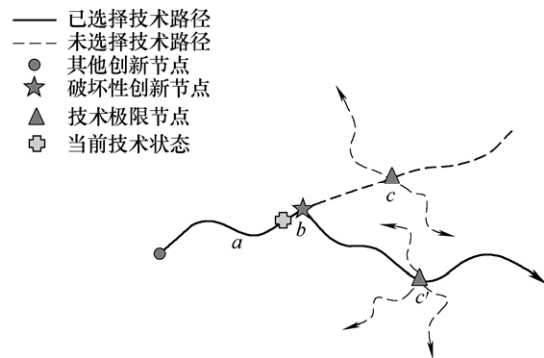 已选择技术路径
未选择技术路径
其他创新节点
破坏性创新节点
技术极限节点
当前技术状态
c
a
b
c'